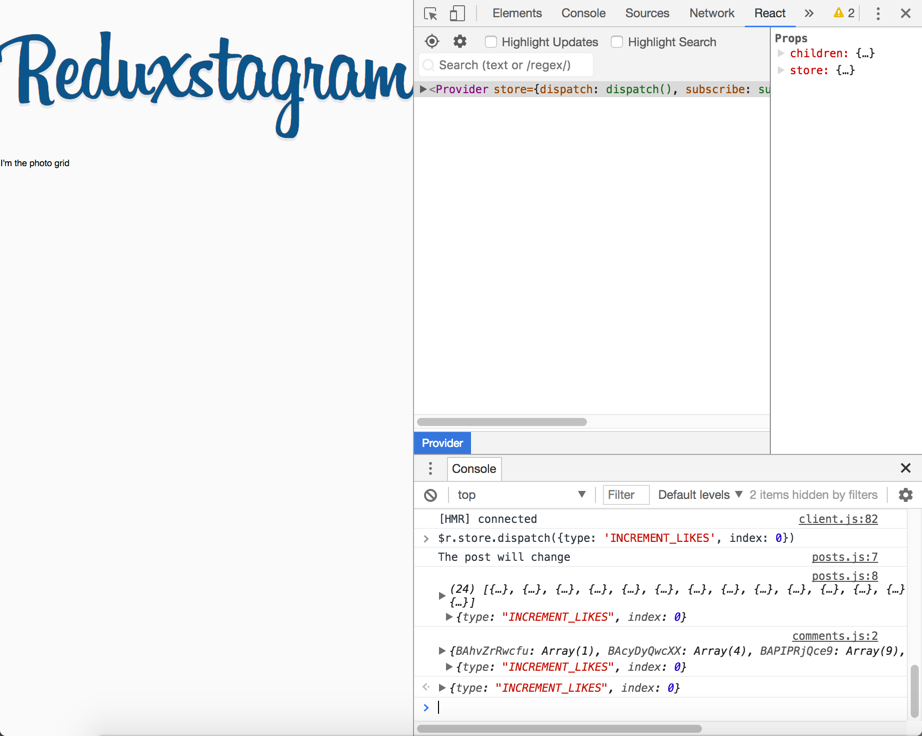 Reduxstagram
I'm the photo grid
Elements Console Sources Network React » 2
Highlight Updates Highlight Search
Search (text or /regex/)
<Provider store={dispatch: dispatch(), subscribe: su
Props
children: {…}
store: {…}
Provider
Console
top Filter Default levels 2 items hidden by filters
[HMR] connected client.js:82
$r.store.dispatch({type: 'INCREMENT_LIKES', index: 0})
The post will change posts.js:7
posts.js:8
(24) [{…}, {…}, {…}, {…}, {…}, {…}, {…}, {…}, {…}, {…}, {…}, {…}, {…}
{…}]
{type: "INCREMENT_LIKES", index: 0}
comments.js:2
{BAhvZrRwcfu: Array(1), BAcyDyQwcXX: Array(4), BAPIPRjQce9: Array(9),
{type: "INCREMENT_LIKES", index: 0}
{type: "INCREMENT_LIKES", index: 0}